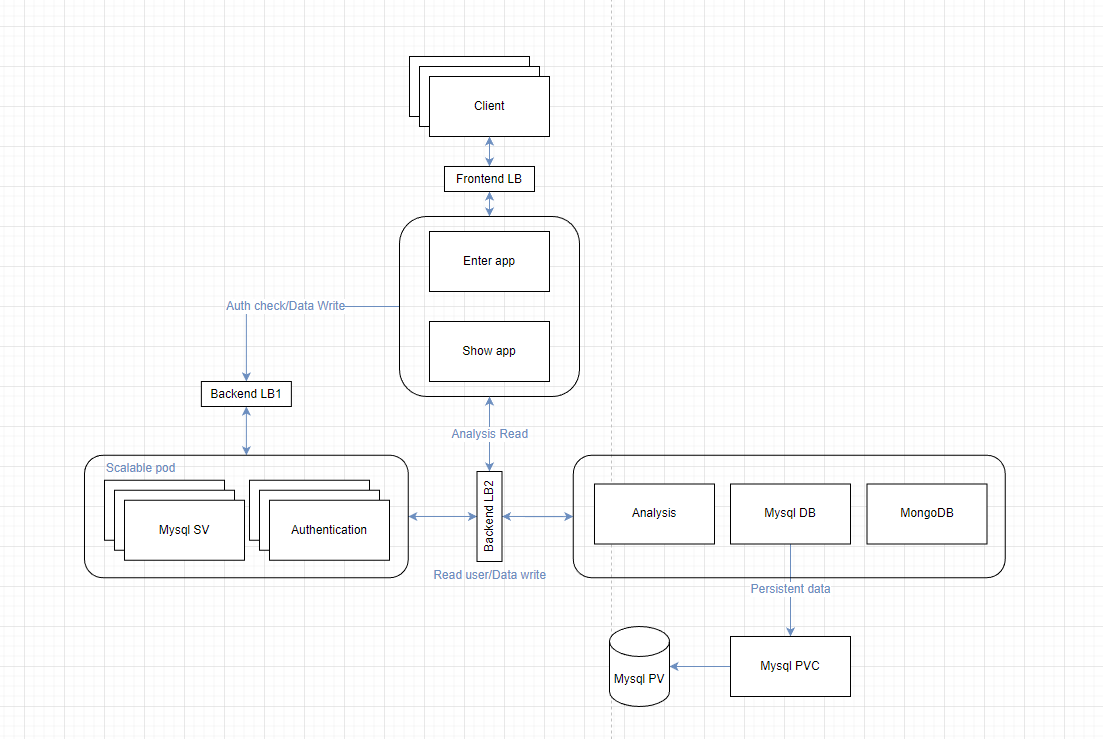 Client
Frontend LB
Enter app
Auth check/Data Write
Show app
Backend LB1
Analysis Read
Scalable pod
Mysql SV
Authentication
Backend LB2
Analysis
Mysql DB
MongoDB
Read user/Data write
Persistent data
Mysql PV
Mysql PVC